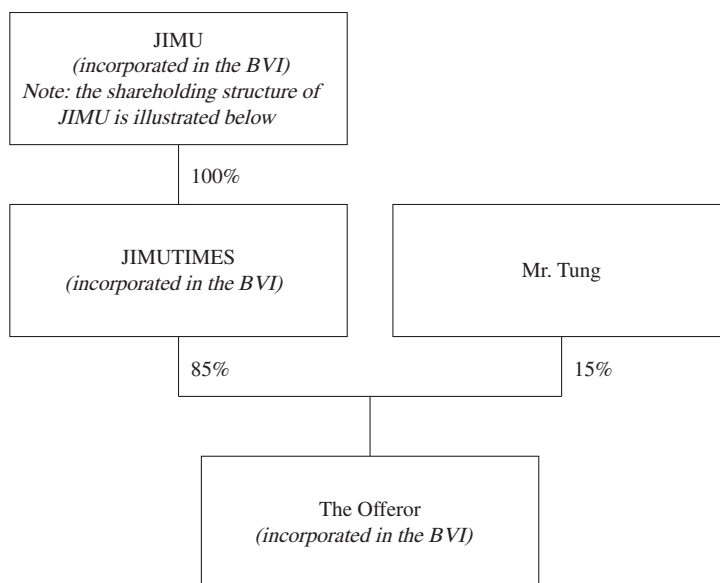 JIMU
(incorporated in the BVI)
Note: the shareholding structure of
JIMU is illustrated below
100%
JIMUTIMES
(incorporated in the BVI)
Mr. Tung
85%
15%
The Offeror
(incorporated in the BVI)